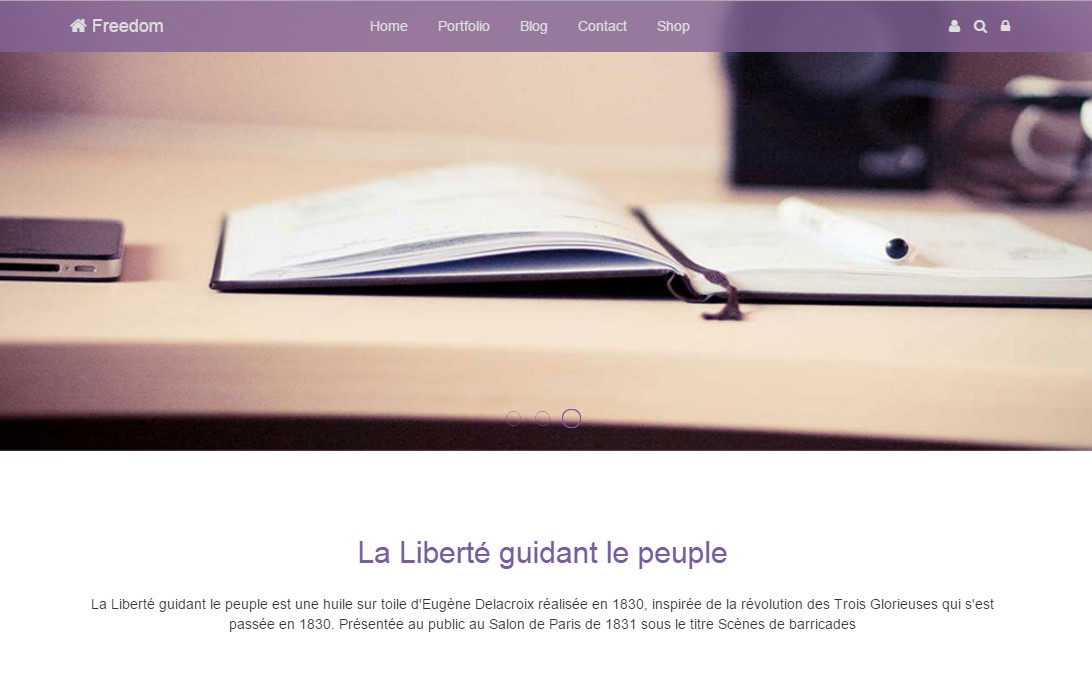 Freedom
Home
Portfolio
Blog
Contact
Shop
La Liberté guidant le peuple
La Liberté guidant le peuple est une huile sur toile d'Eugène Delacroix réalisée en 1830, inspirée de la révolution des Trois Glorieuses qui s'est
passée en 1830. Présentée au public au Salon de Paris de 1831 sous le titre Scènes de barricades